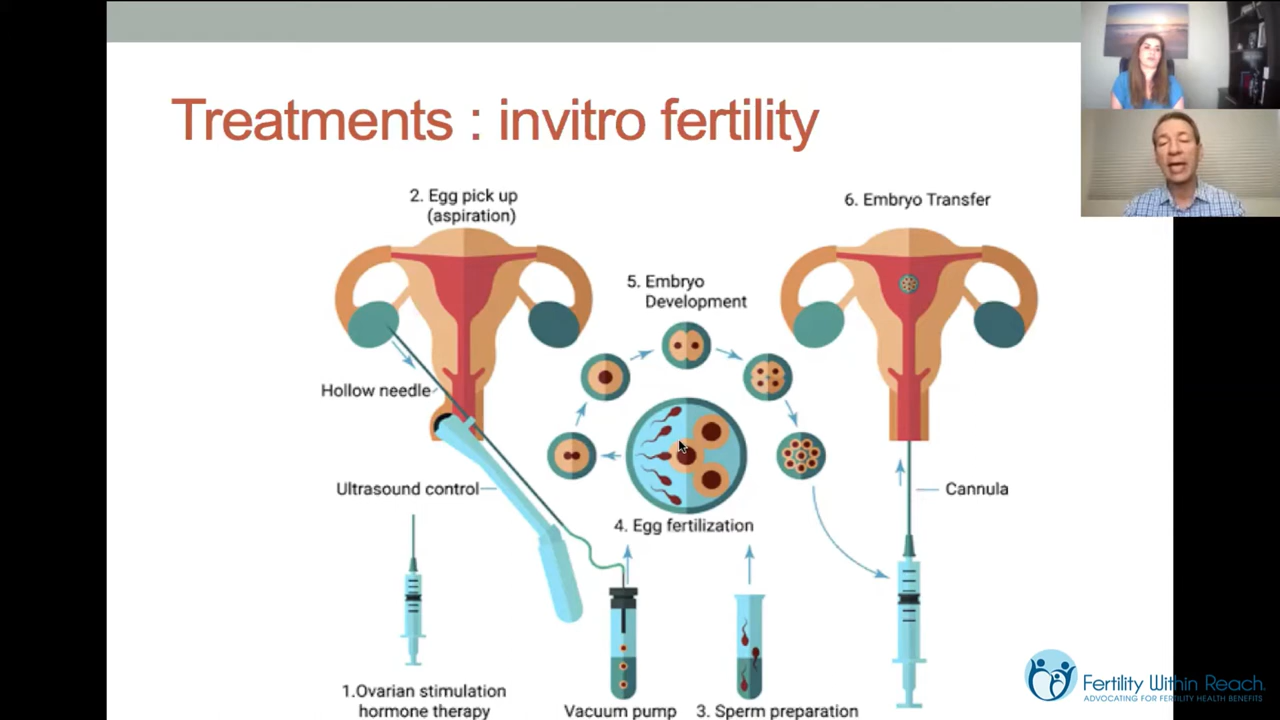 Treatments : invitro fertility
2. Egg pick up
(aspiration)
6. Embryo Transfer
5. Embryo
Development
Hollow needle
Ultrasound control
Cannula
4. Egg fertilization
1.Ovarian stimulation
hormone therapy
Vacuum pump
3. Sperm preparation
Fertility Within Reach.
ADVOCATING FOR FERTILITY HEALTH BENEFITS